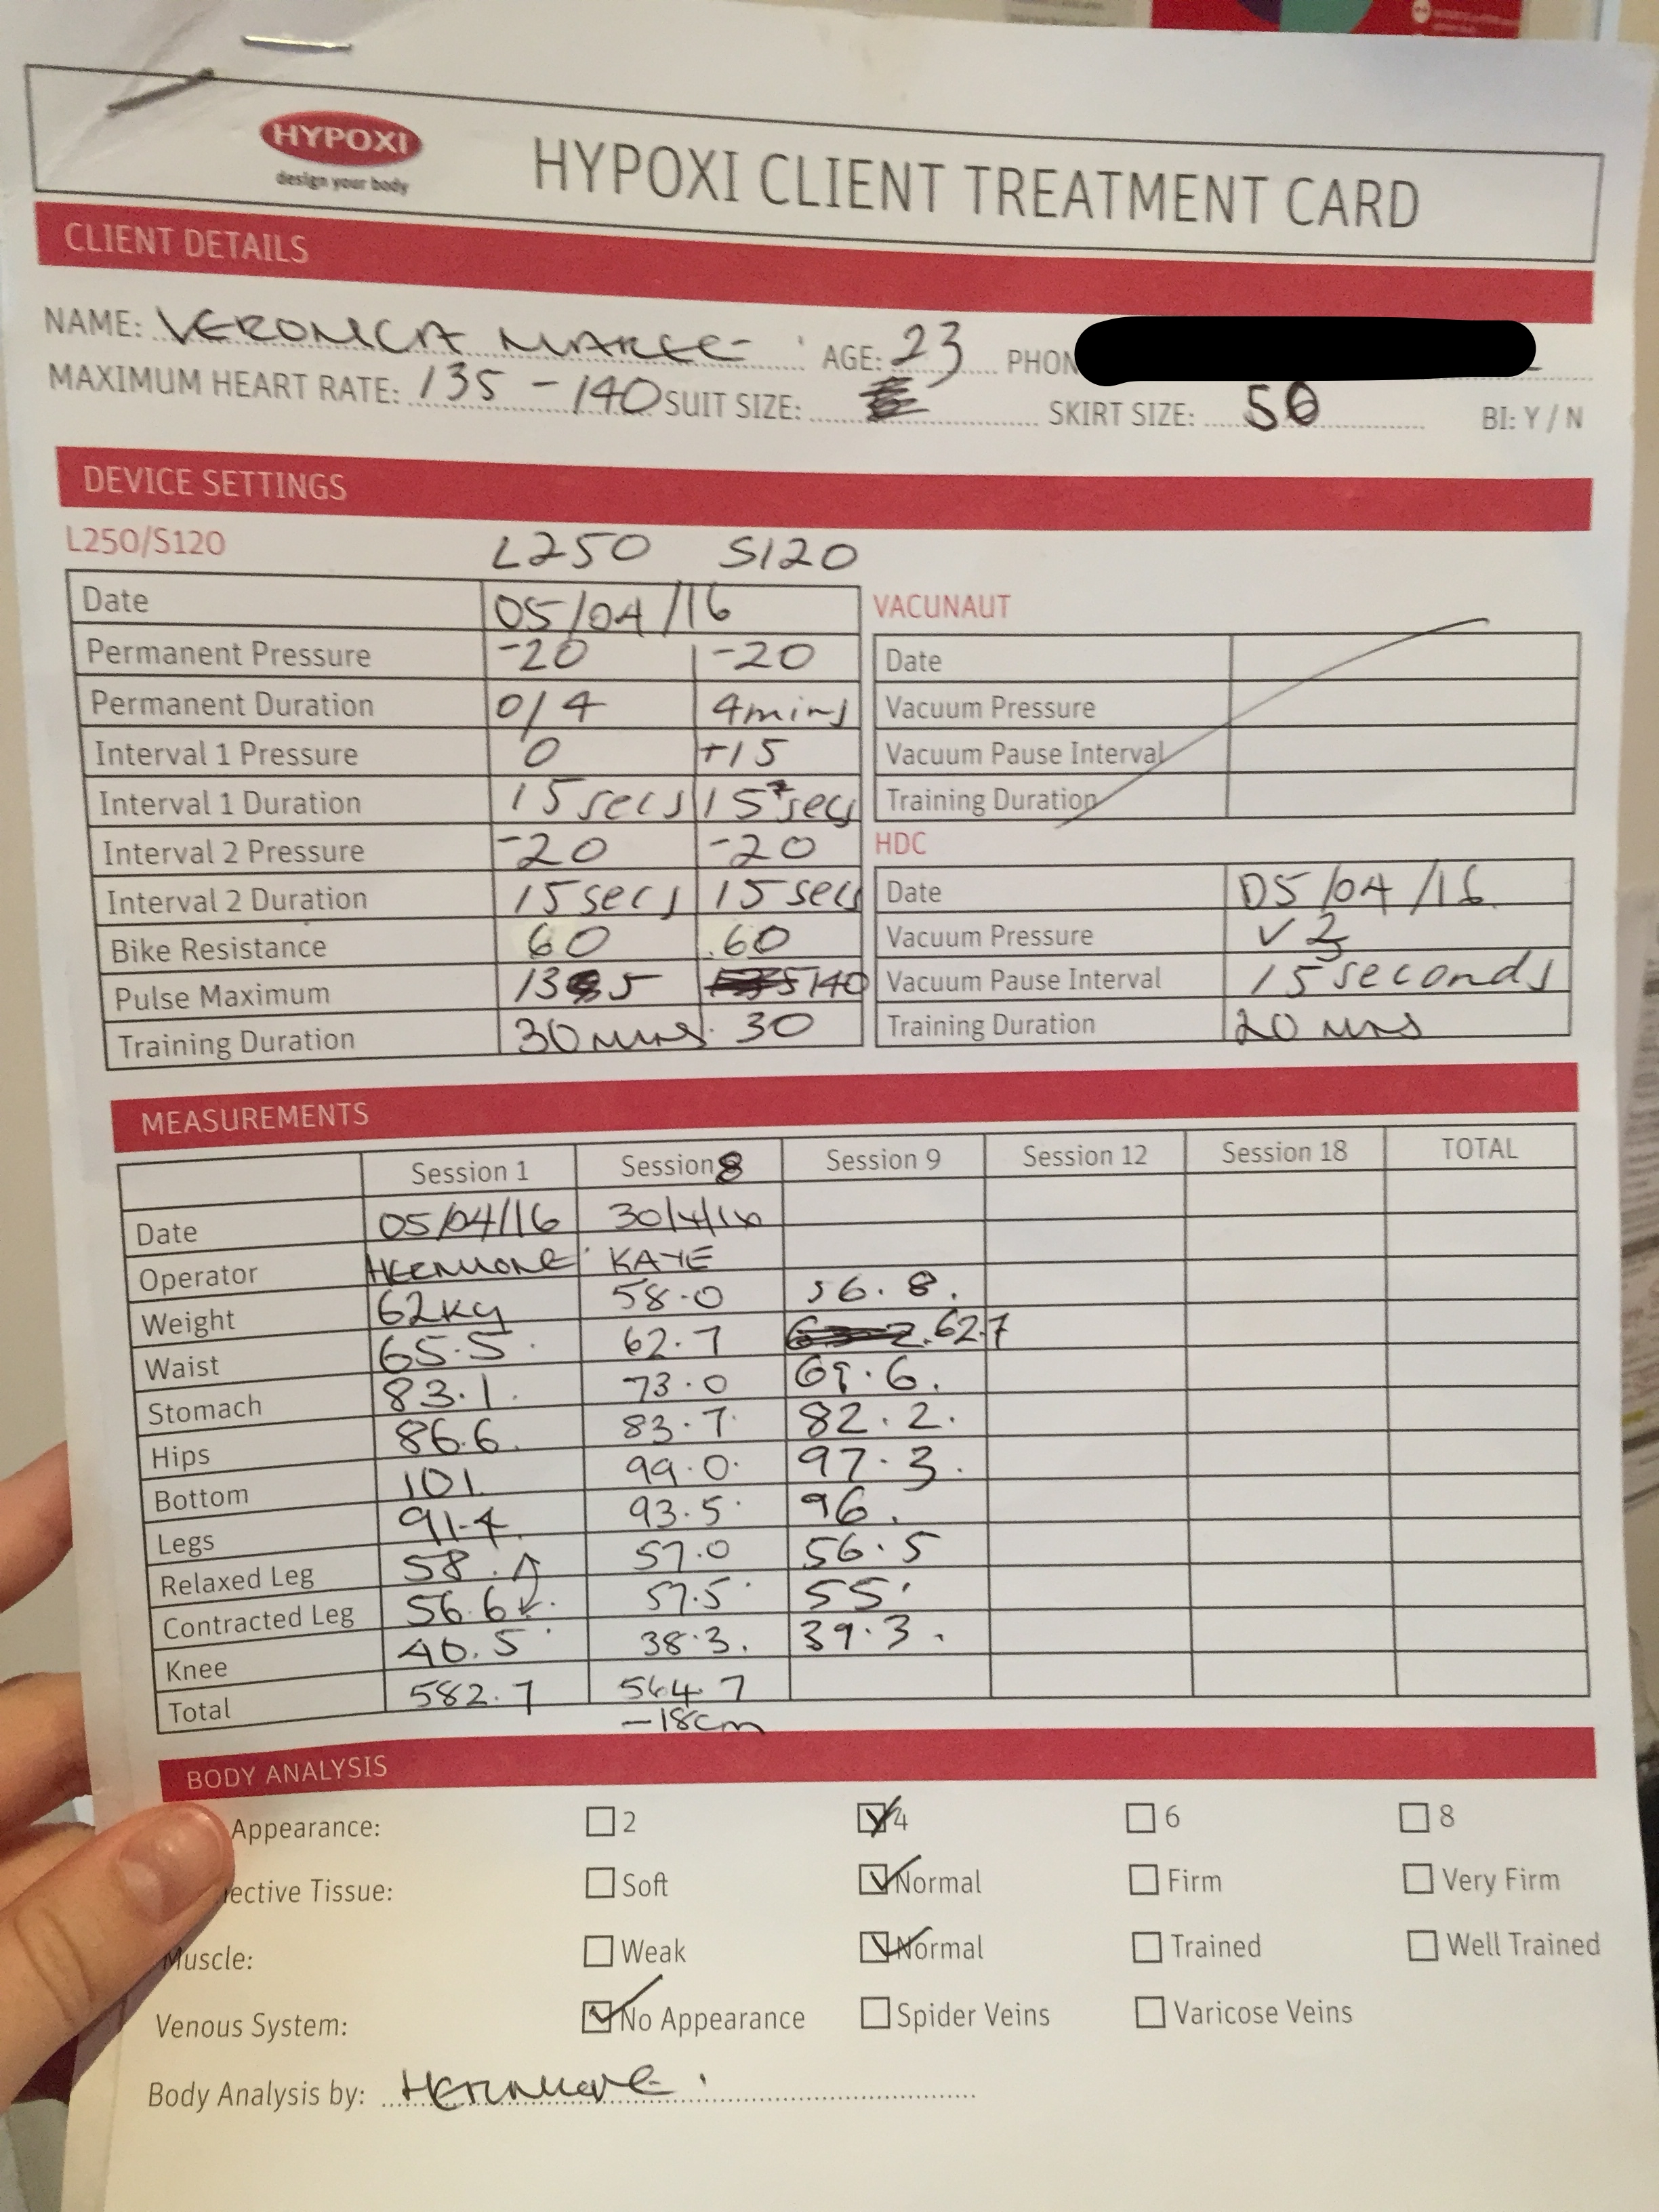 HYPOXI
design your body
HYPOXI CLIENT TREATMENT CARD
CLIENT DETAILS
NAME: VERONICA MAREE AGE: 23 PHON
MAXIMUM HEART RATE: 135 - 140 SUIT SIZE: SKIRT SIZE: 50 BI: Y / N
DEVICE SETTINGS
L250/S120 L250 S120
Date 05/04/16
Permanent Pressure -20 -20
Permanent Duration 0/4 4mins
Interval 1 Pressure 0 +15
Interval 1 Duration 15 secs 15 secs
Interval 2 Pressure -20 -20
Interval 2 Duration 15 secs 15 secs
Bike Resistance 60 60
Pulse Maximum 135 140
Training Duration 30 mins 30
VACUNAUT
Date
Vacuum Pressure
Vacuum Pause Interval
Training Duration
HDC
Date 05/04/16
Vacuum Pressure V
Vacuum Pause Interval 15 seconds
Training Duration 20 mins
MEASUREMENTS
Session 1 Session 8 Session 9 Session 12 Session 18 TOTAL
Date 05/04/16 30/4/16
Operator HERMIONE KAYE
Weight 62kg 58.0 56.8.
Waist 65.5 62.7 62.7
Stomach 83.1. 73.0 69.6.
Hips 86.6. 83.7 82.2.
Bottom 101 99.0 97.3.
Legs 91.4 93.5 96.
Relaxed Leg 58. 57.0 56.5
Contracted Leg 56.6 57.5 55
Knee 40.5 38.3. 39.3.
Total 582.7 564.7
-18cm
BODY ANALYSIS
Appearance: 2 4 6 8
ective Tissue: Soft Normal Firm Very Firm
Muscle: Weak Normal Trained Well Trained
Venous System: No Appearance Spider Veins Varicose Veins
Body Analysis by: HERMIONE.